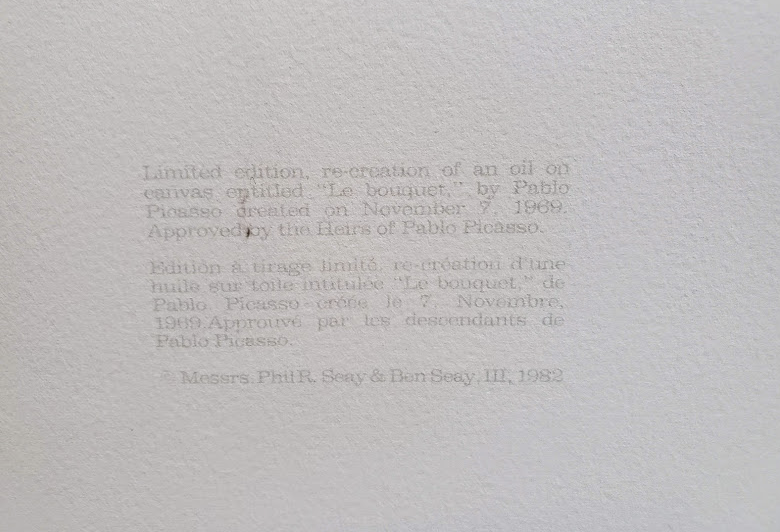 Limited edition, re-creation of an oil on
canvas entitled "Le bouquet," by Pablo
Picasso created on November 7, 1969.
Approved by the Heirs of Pablo Picasso.
Edition à tirage limité, re-création d'une
huile sur toile intitulée "Le bouquet," de
Pablo Picasso créée le 7, Novembre,
1969.Approuvé par les descendants de
Pablo Picasso.
© Messrs. Phil R. Seay & Ben Seay, III, 1982